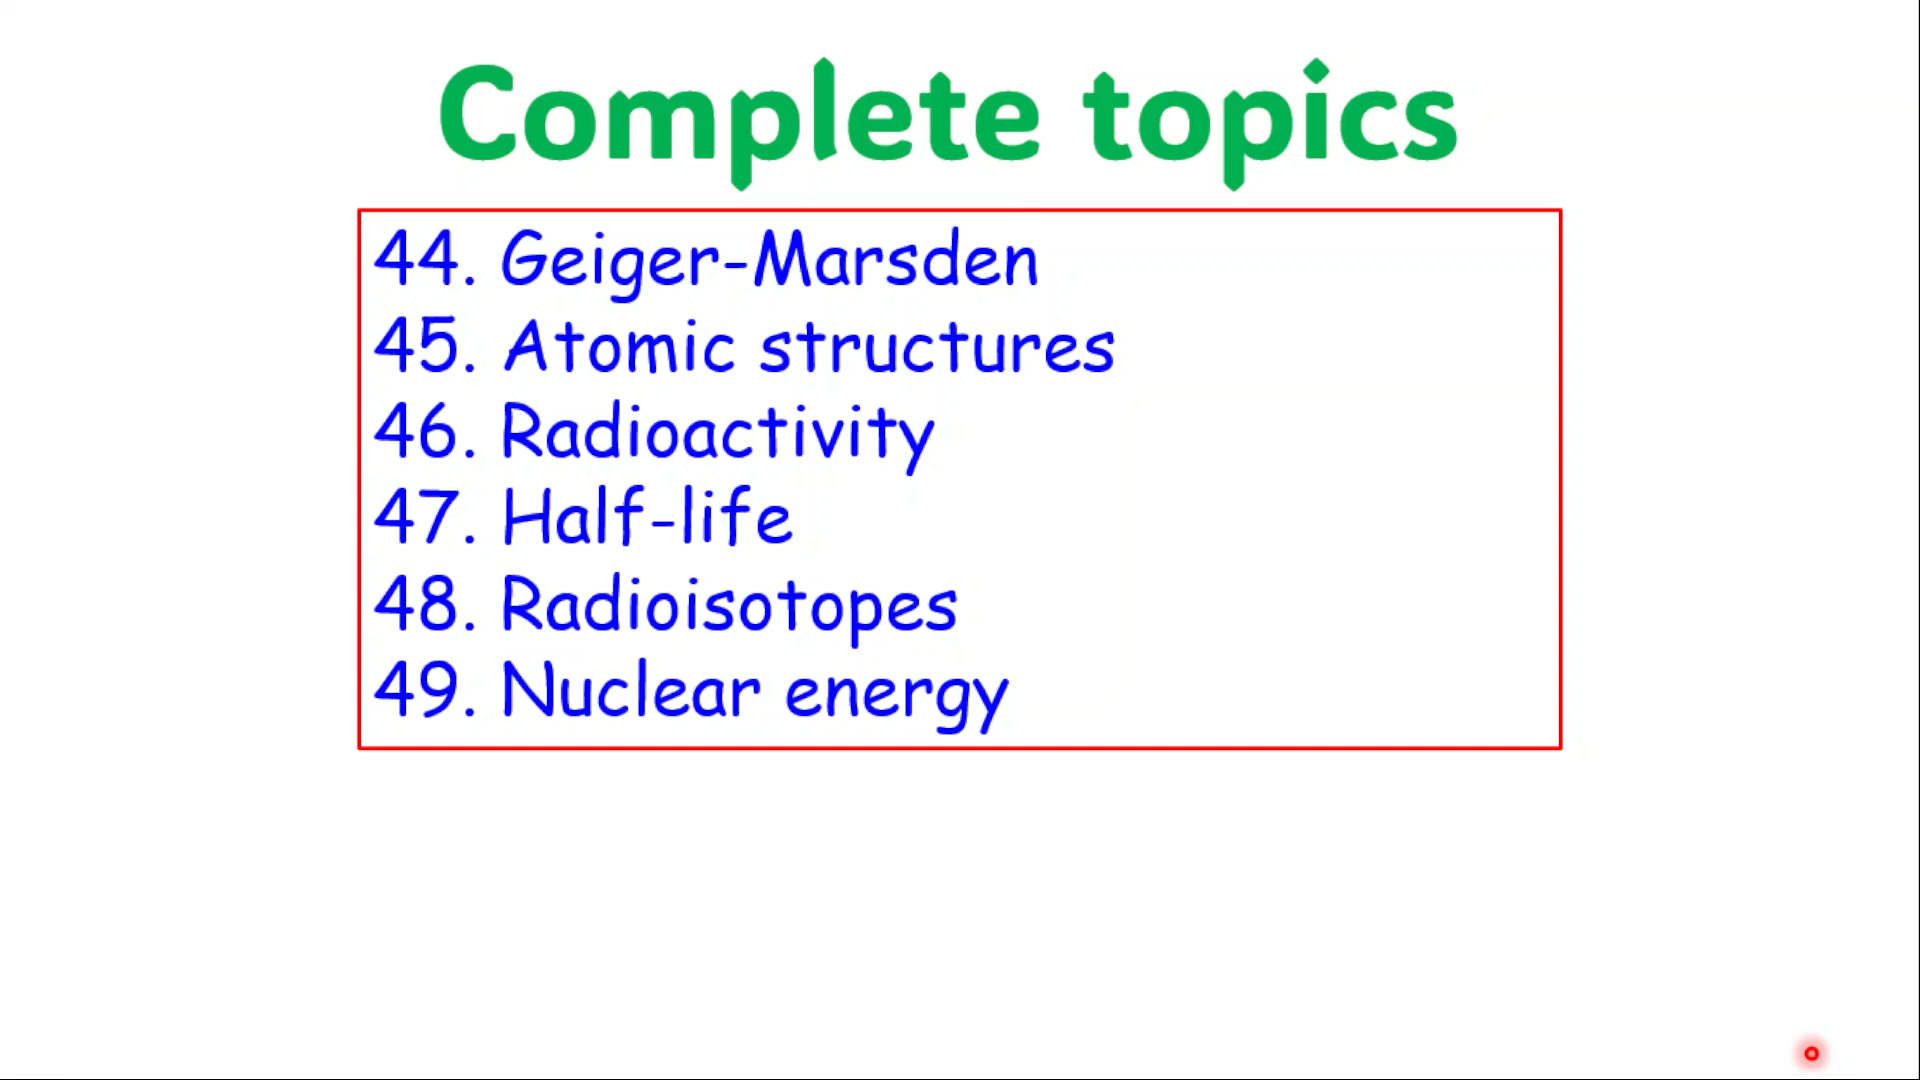 Complete topics
44. Geiger-Marsden
45. Atomic structures
46. Radioactivity
47. Half-life
48. Radioisotopes
49. Nuclear energy